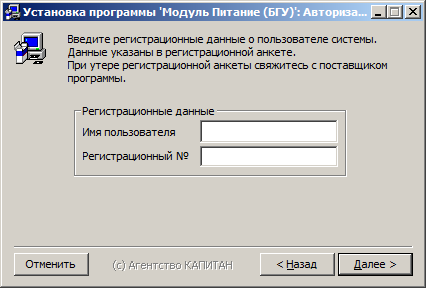 Установка программы 'Модуль Питание (БГУ)': Авториза...
Введите регистрационные данные о пользователе системы.
Данные указаны в регистрационной анкете.
При утере регистрационной анкеты свяжитесь с поставщиком
программы.
Регистрационные данные
Имя пользователя
Регистрационный №
Отменить
(с) Агентство КАПИТАН
< Назад
Далее >